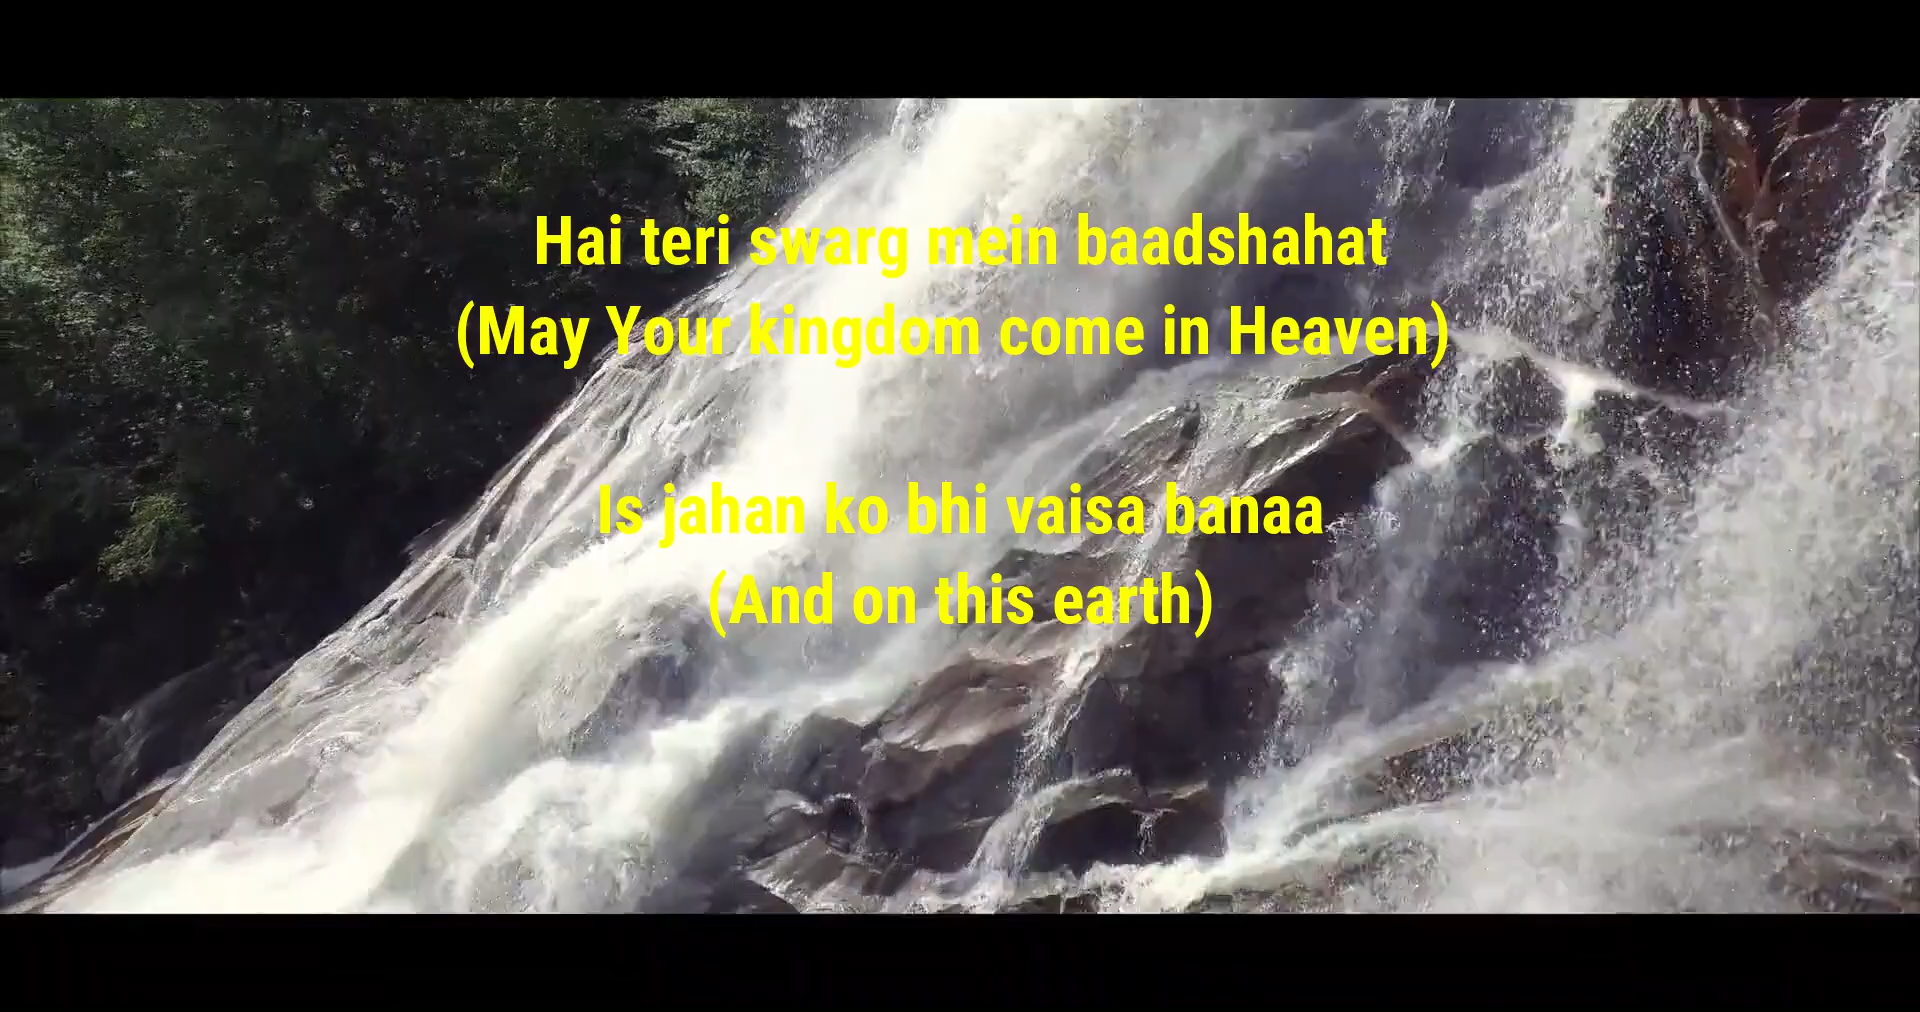 Hai teri swarg mein baadshahat
(May Your kingdom come in Heaven)
Is jahan ko bhi vaisa banaa
(And on this earth)